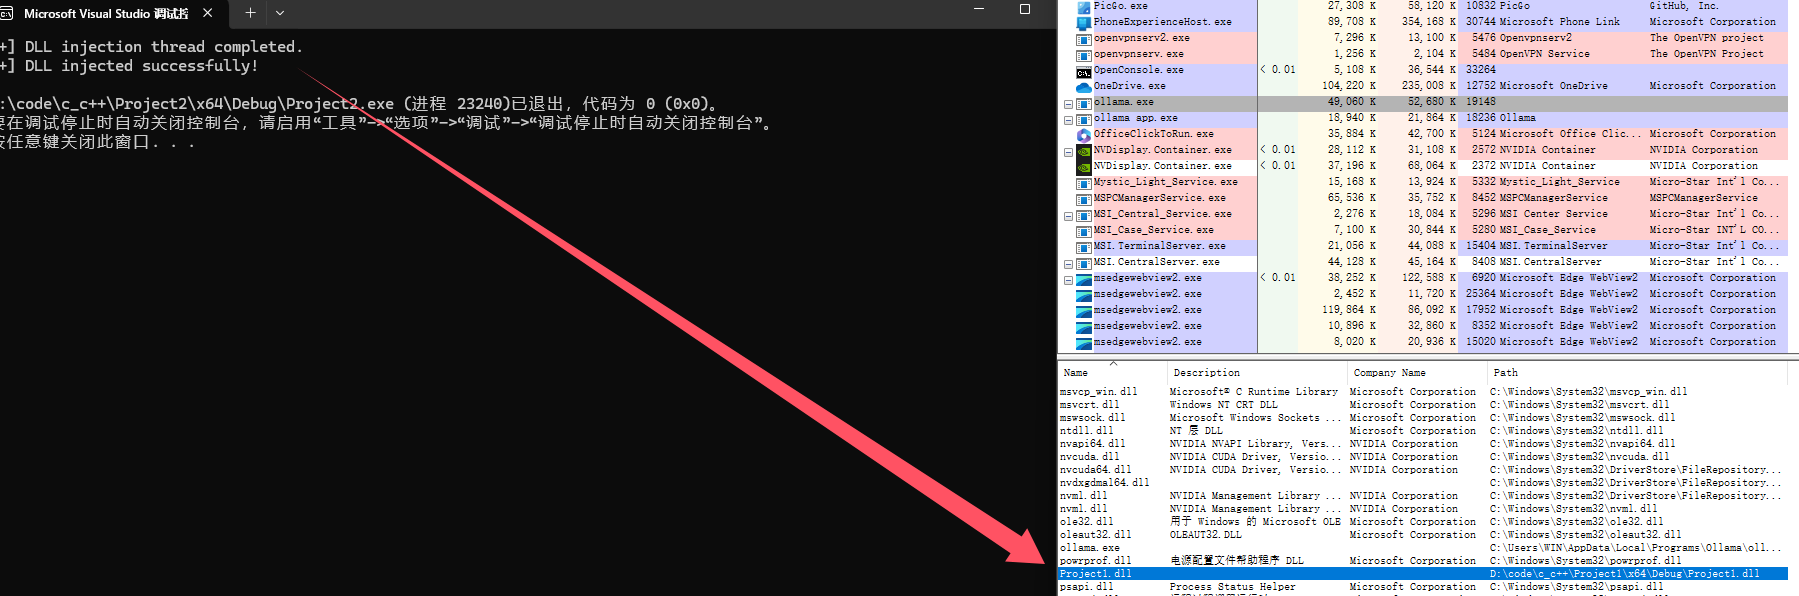 Microsoft Visual Studio 调试控
+] DLL injection thread completed.
+] DLL injected successfully!
:\code\c_c++\Project2\x64\Debug\Project2.exe (进程 23240)已退出，代码为 0 (0x0)。
要在调试停止时自动关闭控制台，请启用“工具”->“选项”->“调试”->“调试停止时自动关闭控制台”。
按任意键关闭此窗口. . .
PicGo.exe 27,308 K 58,120 K 10832 PicGo GitHub, Inc.
PhoneExperienceHost.exe 89,708 K 354,168 K 30744 Microsoft Phone Link Microsoft Corporation
openvpnserv2.exe 7,296 K 13,100 K 5476 Openvpnserv2 The OpenVPN project
openvpnserv.exe 1,256 K 2,104 K 5484 OpenVPN Service The OpenVPN Project
OpenConsole.exe < 0.01 5,108 K 36,544 K 33264
OneDrive.exe 104,220 K 235,008 K 12752 Microsoft OneDrive Microsoft Corporation
ollama.exe 49,060 K 52,680 K 19148
ollama app.exe 18,940 K 21,864 K 18236 Ollama
OfficeClickToRun.exe 35,884 K 42,700 K 5124 Microsoft Office Clic... Microsoft Corporation
NVDisplay.Container.exe < 0.01 28,112 K 31,108 K 2572 NVIDIA Container NVIDIA Corporation
NVDisplay.Container.exe < 0.01 37,196 K 68,064 K 2372 NVIDIA Container NVIDIA Corporation
Mystic_Light_Service.exe 15,168 K 13,924 K 5332 Mystic_Light_Service Micro-Star Int'l Co...
MSPCManagerService.exe 65,536 K 35,752 K 8452 MSPCManagerService MSPCManagerService
MSI_Central_Service.exe 2,276 K 18,084 K 5296 MSI Center Service Micro-Star Int'l Co...
MSI_Case_Service.exe 7,100 K 30,844 K 5280 MSI_Case_Service Micro-Star INT'L CO...
MSI.TerminalServer.exe 21,056 K 44,088 K 15404 MSI.TerminalServer Micro-Star Int'l Co...
MSI.CentralServer.exe 44,128 K 45,164 K 8408 MSI.CentralServer Micro-Star Int'l Co...
msedgewebview2.exe < 0.01 38,252 K 122,588 K 6920 Microsoft Edge WebView2 Microsoft Corporation
msedgewebview2.exe 2,452 K 11,720 K 25364 Microsoft Edge WebView2 Microsoft Corporation
msedgewebview2.exe 119,864 K 86,092 K 17952 Microsoft Edge WebView2 Microsoft Corporation
msedgewebview2.exe 10,896 K 32,860 K 8352 Microsoft Edge WebView2 Microsoft Corporation
msedgewebview2.exe 8,020 K 20,936 K 15020 Microsoft Edge WebView2 Microsoft Corporation
Name Description Company Name Path
msvcp_win.dll Microsoft® C Runtime Library Microsoft Corporation C:\Windows\System32\msvcp_win.dll
msvcrt.dll Windows NT CRT DLL Microsoft Corporation C:\Windows\System32\msvcrt.dll
mswsock.dll Microsoft Windows Sockets ... Microsoft Corporation C:\Windows\System32\mswsock.dll
ntdll.dll NT 层 DLL Microsoft Corporation C:\Windows\System32\ntdll.dll
nvapi64.dll NVIDIA NVAPI Library, Vers... NVIDIA Corporation C:\Windows\System32\nvapi64.dll
nvcuda.dll NVIDIA CUDA Driver, Versio... NVIDIA Corporation C:\Windows\System32\nvcuda.dll
nvcuda64.dll NVIDIA CUDA Driver, Versio... NVIDIA Corporation C:\Windows\System32\DriverStore\FileRepository...
nvdxgdmal64.dll C:\Windows\System32\DriverStore\FileRepository...
nvml.dll NVIDIA Management Library ... NVIDIA Corporation C:\Windows\System32\DriverStore\FileRepository...
nvml.dll NVIDIA Management Library ... NVIDIA Corporation C:\Windows\System32\nvml.dll
ole32.dll 用于 Windows 的 Microsoft OLE Microsoft Corporation C:\Windows\System32\ole32.dll
oleaut32.dll OLEAUT32.DLL Microsoft Corporation C:\Windows\System32\oleaut32.dll
ollama.exe C:\Users\WIN\AppData\Local\Programs\Ollama\oll...
powrprof.dll 电源配置文件帮助程序 DLL Microsoft Corporation C:\Windows\System32\powrprof.dll
Project1.dll D:\code\c_c++\Project1\x64\Debug\Project1.dll
psapi.dll Process Status Helper Microsoft Corporation C:\Windows\System32\psapi.dll